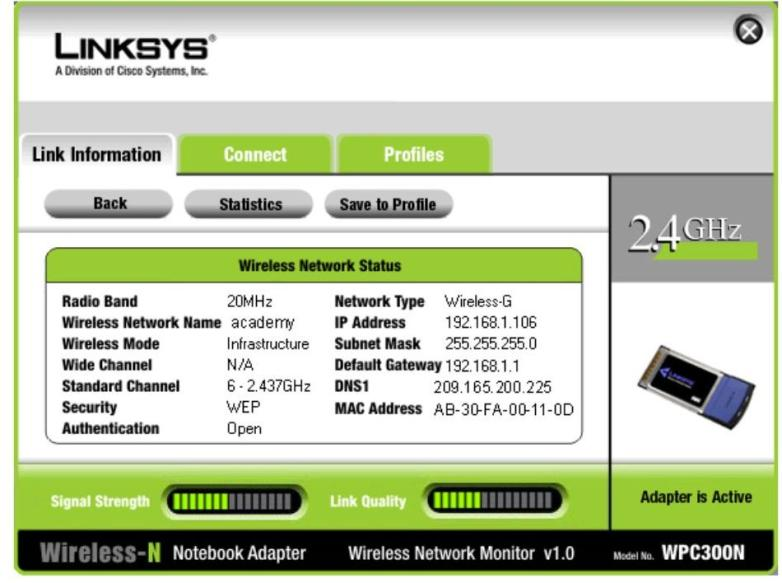 LINKSYS®
A Division of Cisco Systems, Inc.
Link Information
Connect
Profiles
Back
Statistics
Save to Profile
2.4GHz
Wireless Network Status
Radio Band 20MHz Network Type Wireless-G
Wireless Network Name academy IP Address 192.168.1.106
Wireless Mode Infrastructure Subnet Mask 255.255.255.0
Wide Channel N/A Default Gateway 192.168.1.1
Standard Channel 6 - 2.437GHz DNS1 209.165.200.225
Security WEP MAC Address AB-30-FA-00-11-0D
Authentication Open
Signal Strength
Link Quality
Adapter is Active
Wireless-N Notebook Adapter Wireless Network Monitor v1.0 Model No. WPC300N